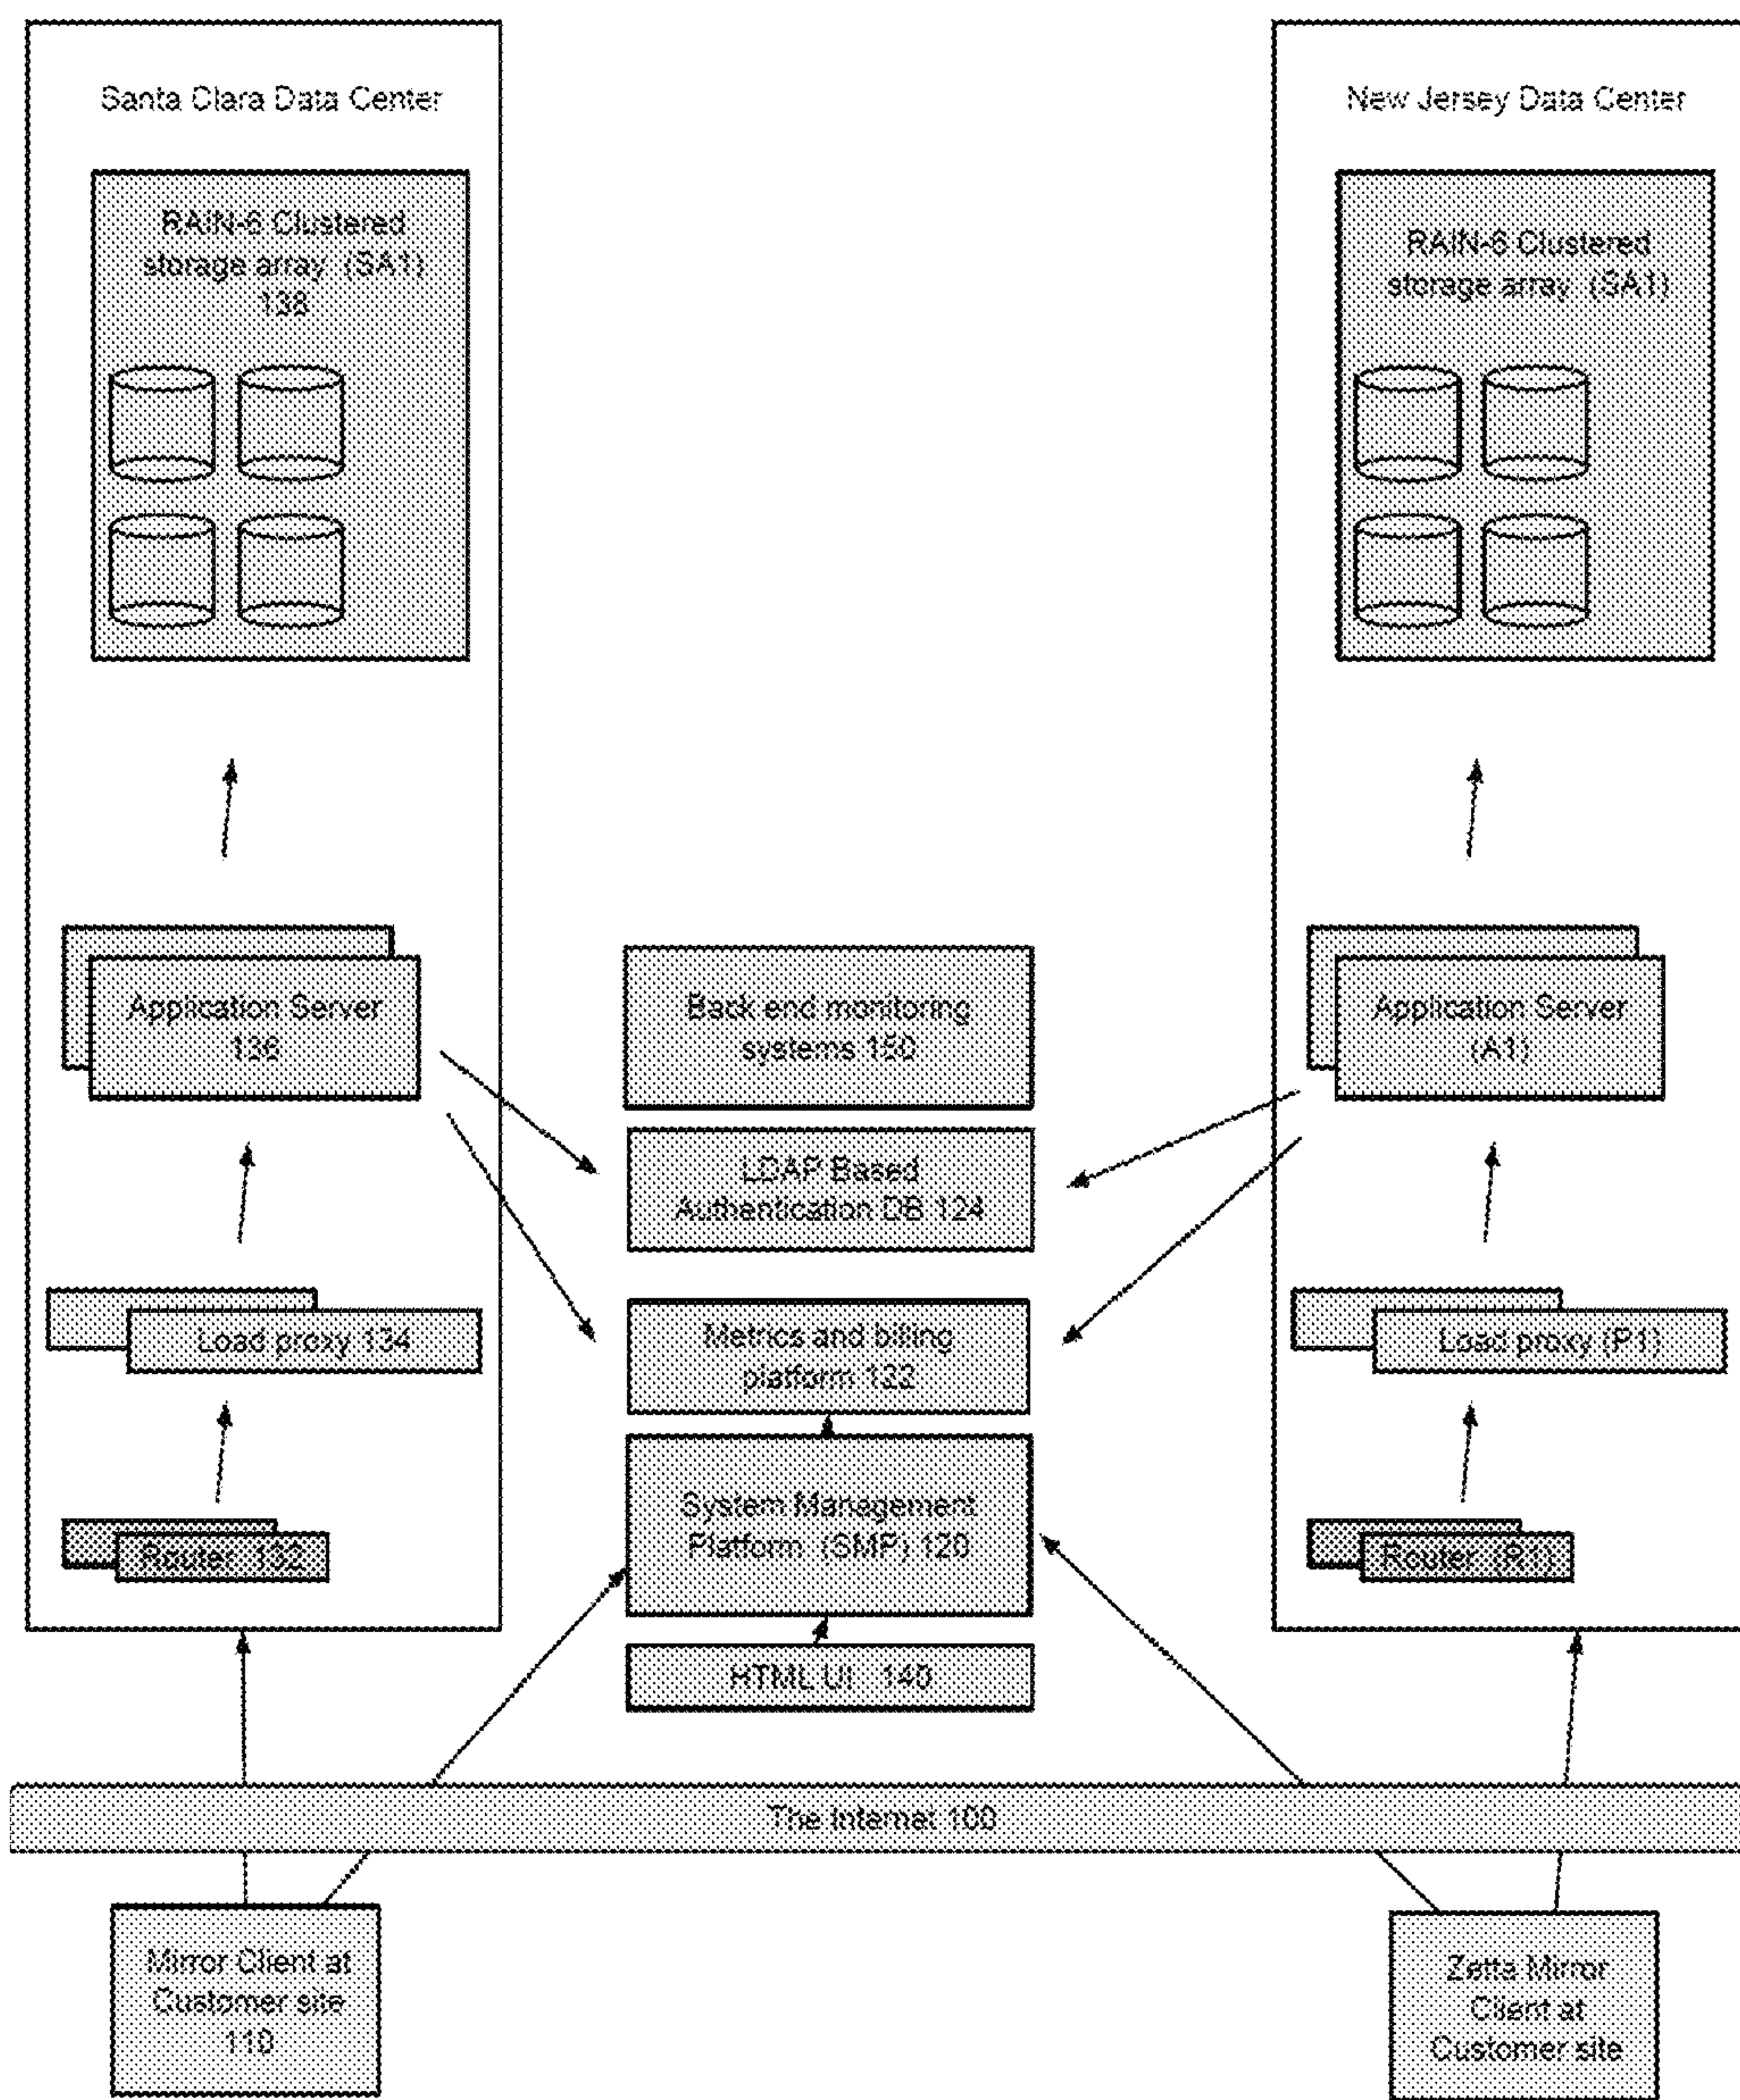 Santa Clara Data Center
RAIN-6 Clustered
storage array (SA1)
138
Application Server
136
Load proxy 134
Router 132
Back end monitoring
systems 150
LDAP Based
Authentication DB 124
Metrics and billing
platform 122
System Management
Platform (SMP) 120
HTML UI 140
New Jersey Data Center
RAIN-6 Clustered
storage array (SA1)
Application Server
(A1)
Load proxy (P1)
Router (R1)
The Internet 100
Mirror Client at
Customer site
110
Zetta Mirror
Client at
Customer site